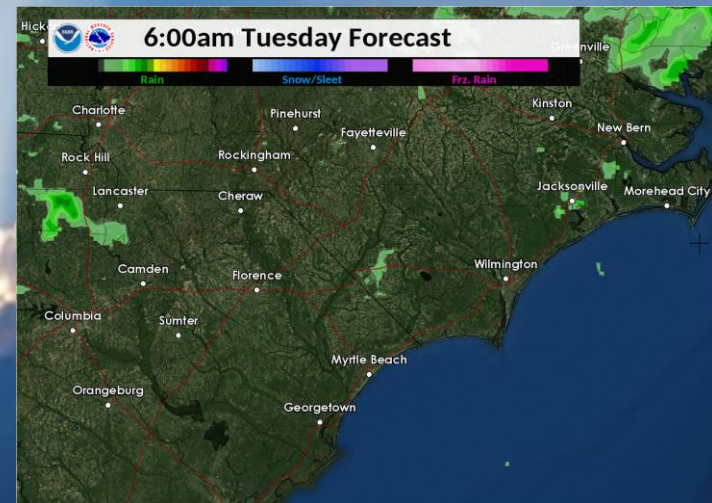 6:00am Tuesday Forecast
Rain
Snow/Sleet
Frz. Rain
Greenville
Charlotte
Pinehurst
Kinston
Fayetteville
New Bern
Rock Hill
Rockingham
Lancaster
Cheraw
Jacksonville
Morehead City
Camden
Florence
Wilmington
Columbia
Sumter
Myrtle Beach
Orangeburg
Georgetown